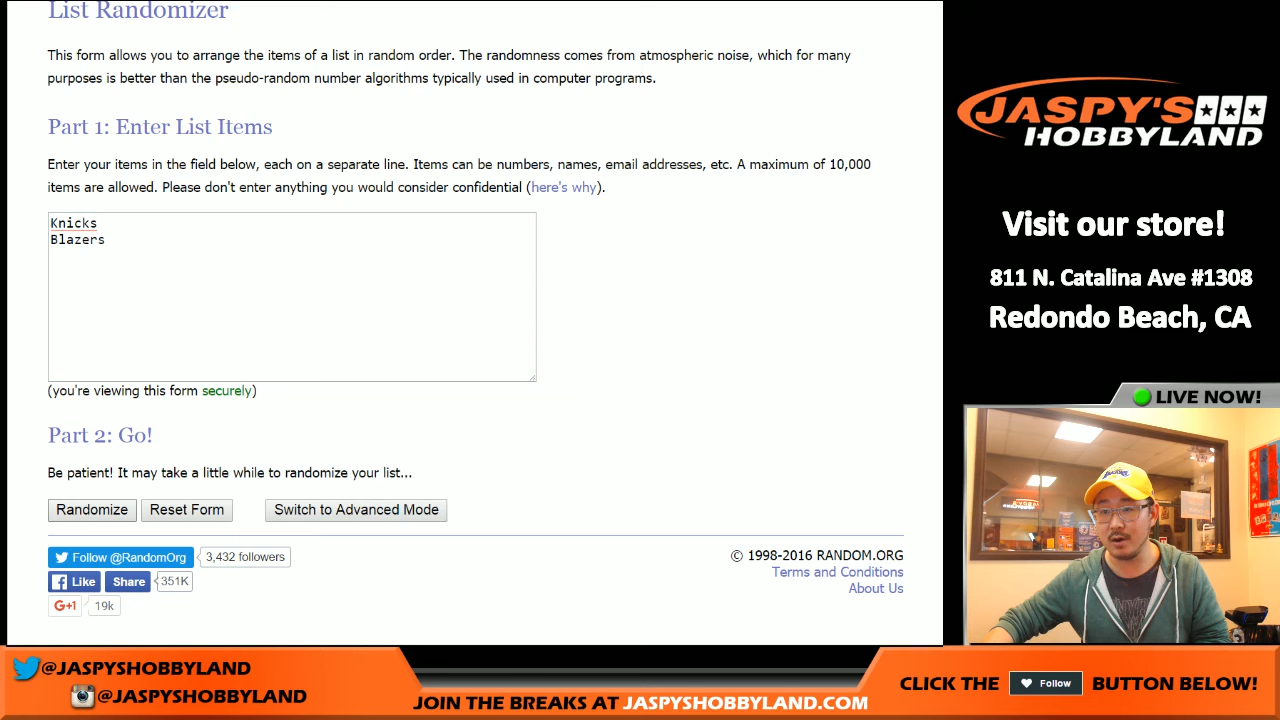 List Randomizer
This form allows you to arrange the items of a list in random order. The randomness comes from atmospheric noise, which for many
purposes is better than the pseudo-random number algorithms typically used in computer programs.
Part 1: Enter List Items
Enter your items in the field below, each on a separate line. Items can be numbers, names, email addresses, etc. A maximum of 10,000
items are allowed. Please don't enter anything you would consider confidential (here's why).
Knicks
Blazers
(you're viewing this form securely)
Part 2: Go!
Be patient! It may take a little while to randomize your list...
Randomize Reset Form Switch to Advanced Mode
Follow @RandomOrg 3,432 followers
Like Share 351K
G+1 19k
© 1998-2016 RANDOM.ORG
Terms and Conditions
About Us
JASPY'S
HOBBYLAND
Visit our store!
811 N. Catalina Ave #1308
Redondo Beach, CA
LIVE NOW!
@JASPYSHOBBYLAND
@JASPYSHOBBYLAND
JOIN THE BREAKS AT JASPYSHOBBYLAND.COM
CLICK THE Follow BUTTON BELOW!